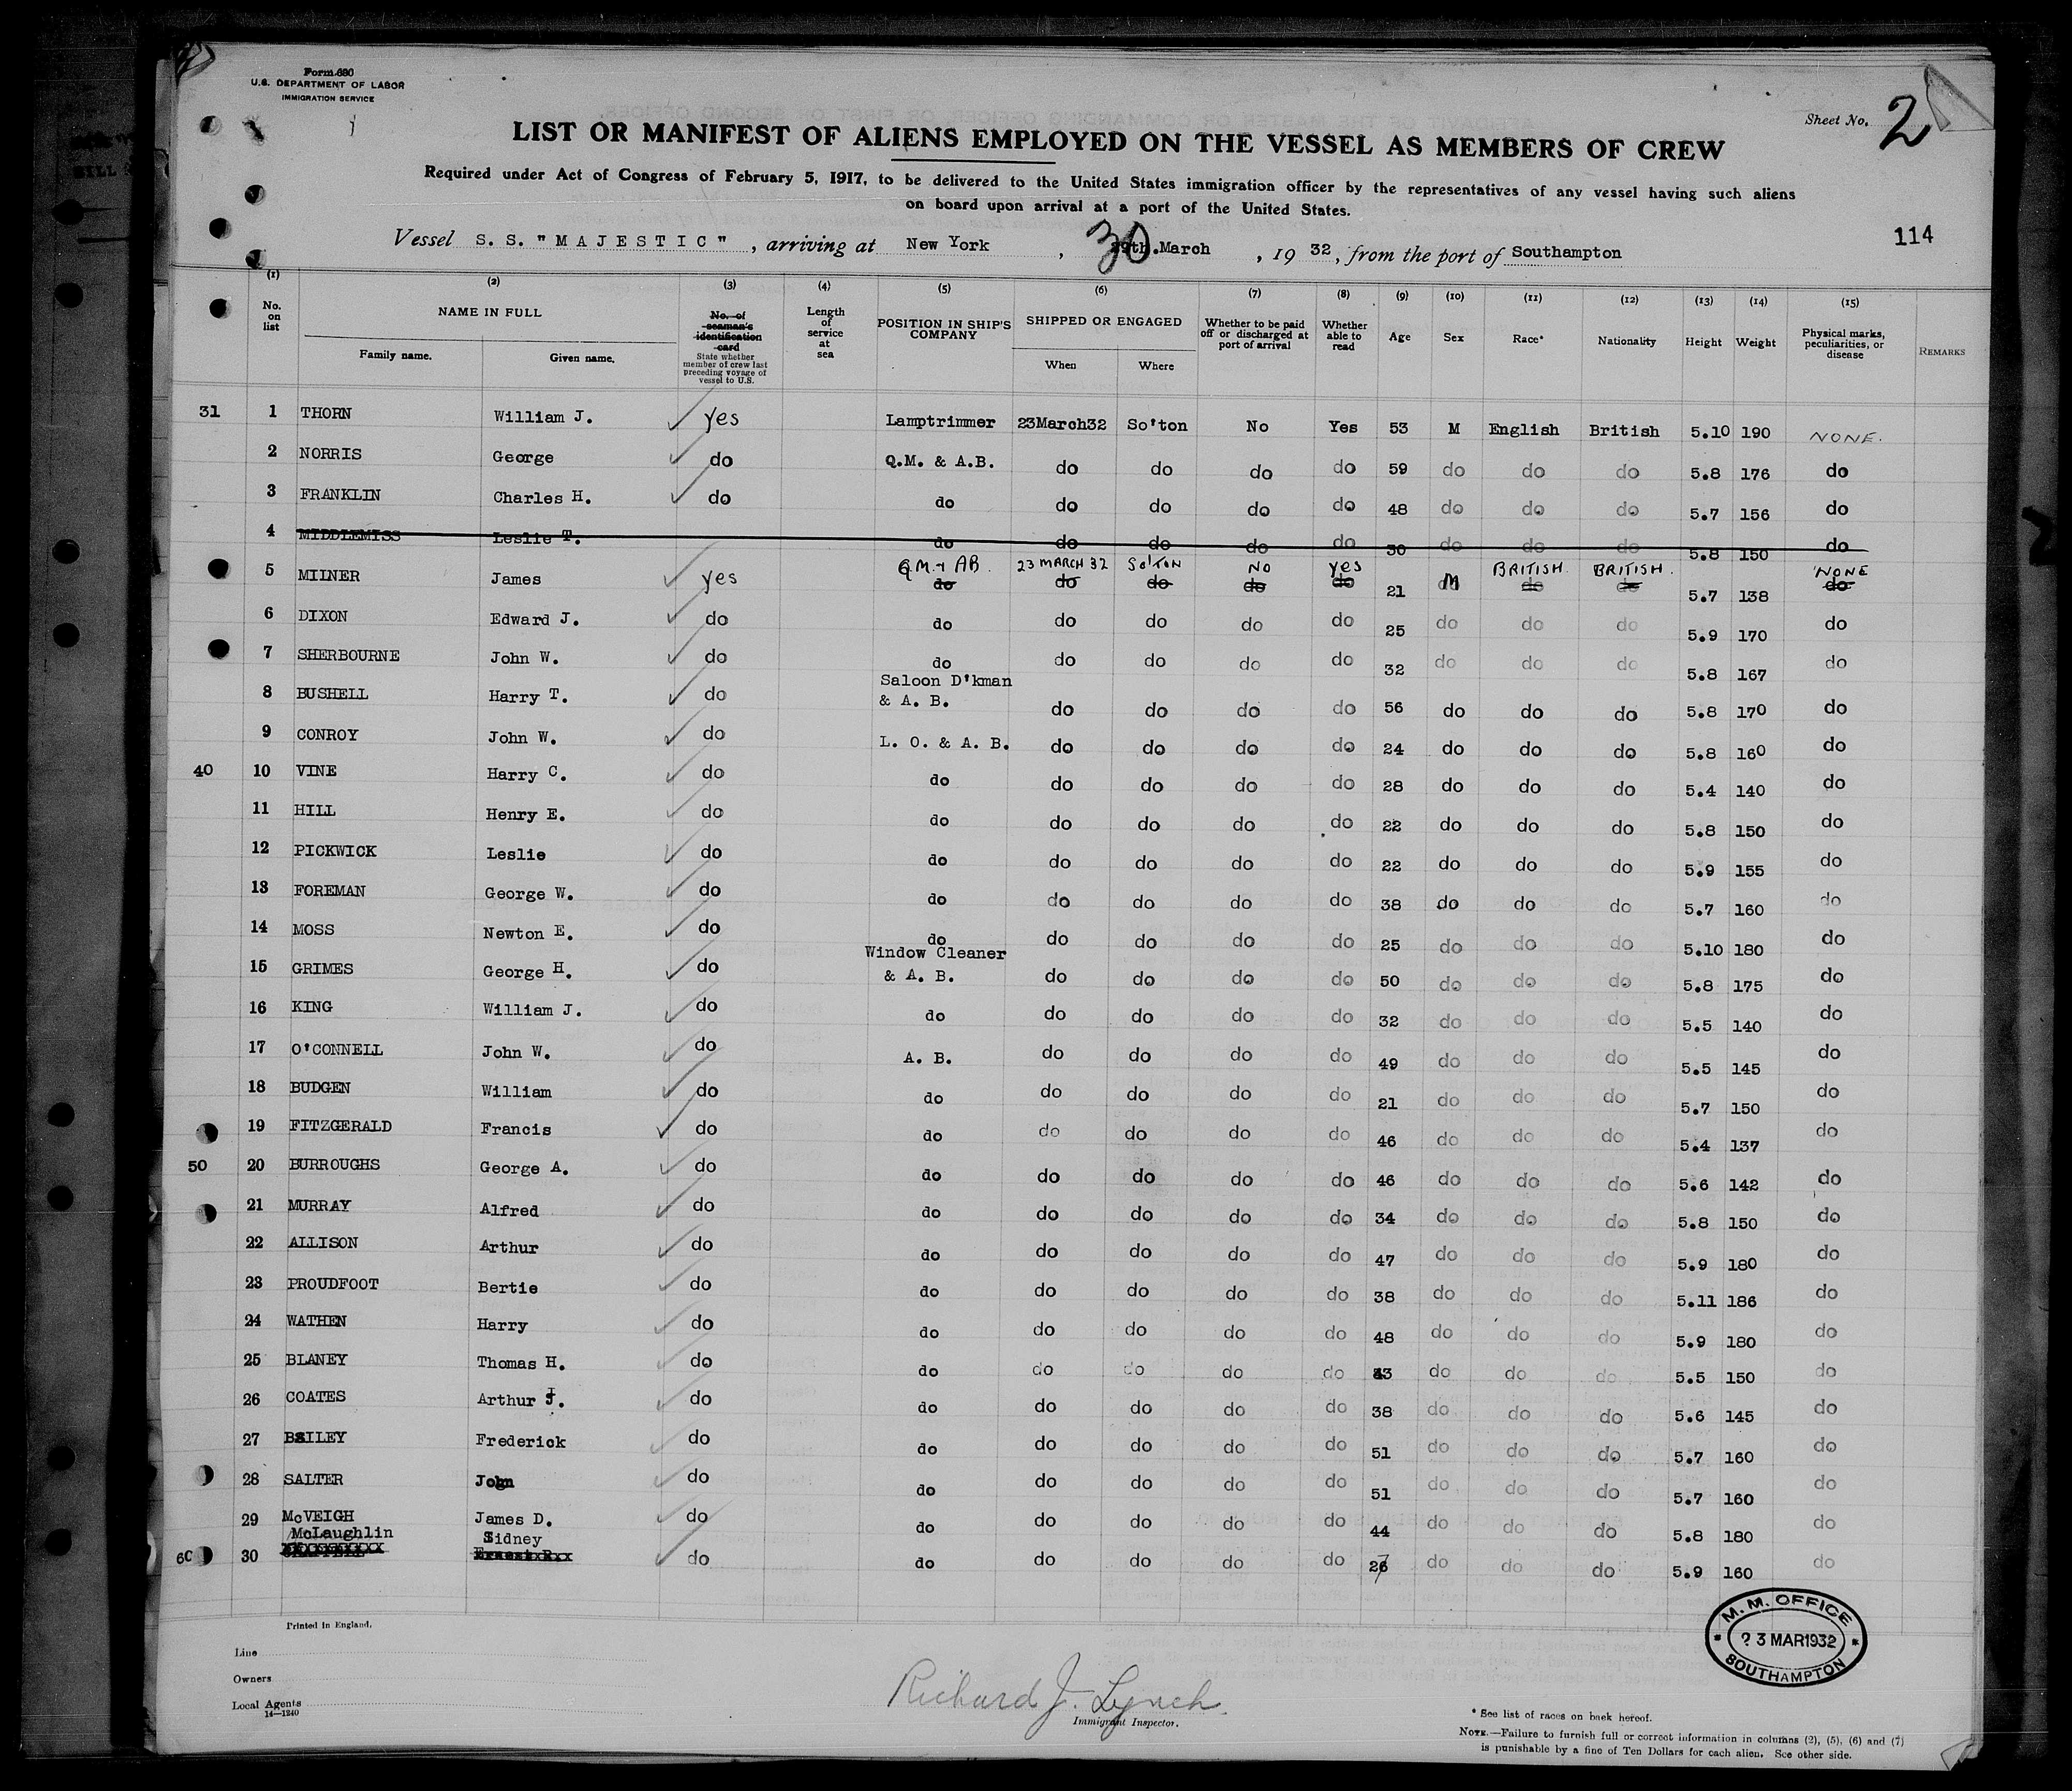 Form 680
U.S. DEPARTMENT OF LABOR
IMMIGRATION SERVICE
Sheet No. 2
LIST OR MANIFEST OF ALIENS EMPLOYED ON THE VESSEL AS MEMBERS OF CREW
Required under Act of Congress of February 5, 1917, to be delivered to the United States immigration officer by the representatives of any vessel having such aliens
on board upon arrival at a port of the United States.
114
Vessel S. S. "MAJESTIC", arriving at New York, 30 March, 1932, from the port of Southampton
(1) (2) (3) (4) (5) (6) (7) (8) (9) (10) (11) (12) (13) (14) (15)
No. on list NAME IN FULL Family name. Given name. No. of seaman's identification card State whether member of crew last preceding voyage of vessel to U.S. Length of service at sea POSITION IN SHIP'S COMPANY SHIPPED OR ENGAGED When Where Whether to be paid off or discharged at port of arrival Whether able to read Age Sex Race* Nationality Height Weight Physical marks, peculiarities, or disease REMARKS
31 1 THORN William J. yes Lamptrimmer 23March32 So'ton No Yes 53 M English British 5.10 190 NONE.
2 NORRIS George do Q.M. & A.B. do do do do 59 do do do 5.8 176 do
3 FRANKLIN Charles H. do do do do do do 48 do do do 5.7 156 do
4 MIDDLEMISS Leslie T. do do do do do 30 do do do 5.8 150 do
Q.M. + AB. 23 MARCH 32 So'TON NO yes BRITISH BRITISH. NONE
5 MILNER James yes do do do do do 21 M do do 5.7 138 do
6 DIXON Edward J. do do do do do do 25 do do do 5.9 170 do
7 SHERBOURNE John W. do do do do do do 32 do do do 5.8 167 do
8 BUSHELL Harry T. do Saloon D'kman & A. B. do do do do 56 do do do 5.8 170 do
9 CONROY John W. do L. O. & A. B. do do do do 24 do do do 5.8 160 do
40 10 VINE Harry C. do do do do do do 28 do do do 5.4 140 do
11 HILL Henry E. do do do do do do 22 do do do 5.8 150 do
12 PICKWICK Leslie do do do do do do 22 do do do 5.9 155 do
13 FOREMAN George W. do do do do do do 38 do do do 5.7 160 do
14 MOSS Newton E. do do do do do do 25 do do do 5.10 180 do
15 GRIMES George H. do Window Cleaner & A. B. do do do do 50 do do do 5.8 175 do
16 KING William J. do do do do do do 32 do do do 5.5 140 do
17 O'CONNELL John W. do A. B. do do do do 49 do do do 5.5 145 do
18 BUDGEN William do do do do do do 21 do do do 5.7 150 do
19 FITZGERALD Francis do do do do do do 46 do do do 5.4 137 do
50 20 BURROUGHS George A. do do do do do do 46 do do do 5.6 142 do
21 MURRAY Alfred do do do do do do 34 do do do 5.8 150 do
22 ALLISON Arthur do do do do do do 47 do do do 5.9 180 do
23 PROUDFOOT Bertie do do do do do do 38 do do do 5.11 186 do
24 WATHEN Harry do do do do do do 48 do do do 5.9 180 do
25 BLANEY Thomas H. do do do do do do do do do 5.5 150 do
26 COATES Arthur J. do do do do do do 38 do do do 5.6 145 do
27 BAILEY Frederick do do do do do do 51 do do do 5.7 160 do
28 SALTER John do do do do do do 51 do do do 5.7 160 do
29 McVEIGH James D. do do do do do do 44 do do do 5.8 180 do
McLaughlin Sidney
60 30 do do do do do do 27 do do do 5.9 160 do
Printed in England.
Line
Owners
Local Agents
14—1240
Richard J. Lynch.
Immigrant Inspector.
M. M. OFFICE
23 MAR 1932
SOUTHAMPTON
* See list of races on back hereof.
NOTE.—Failure to furnish full or correct information in columns (2), (5), (6) and (7)
is punishable by a fine of Ten Dollars for each alien. See other side.